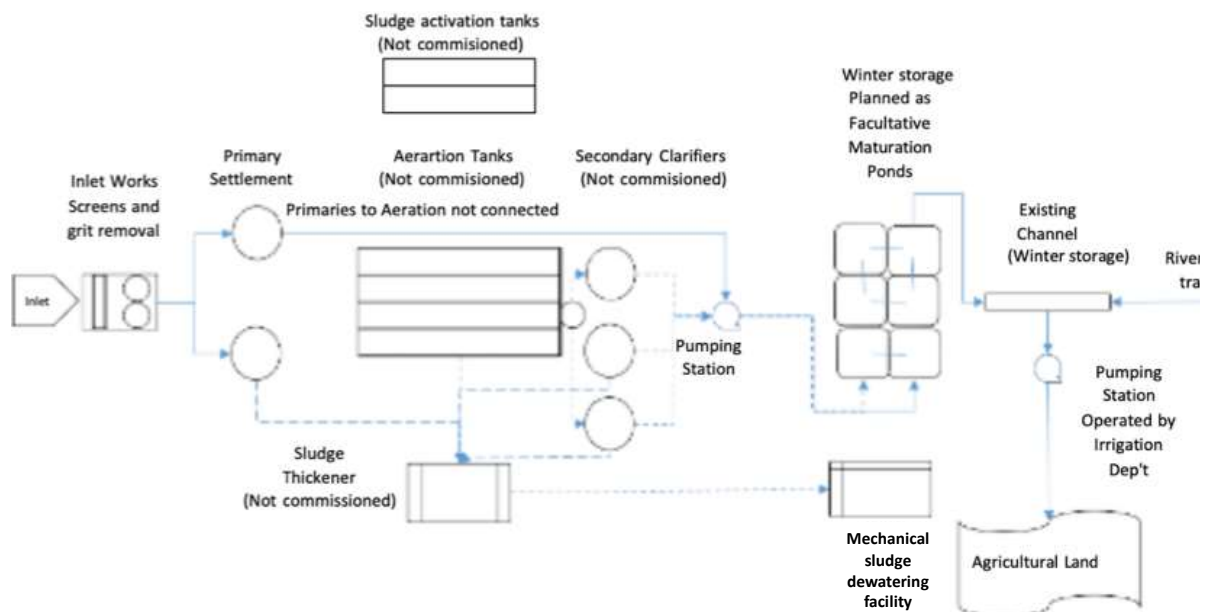 Sludge activation tanks
(Not commisioned)
Winter storage
Planned as
Facultative
Maturation
Ponds
Primary
Settlement
Aerartion Tanks
(Not commisioned)
Secondary Clarifiers
(Not commisioned)
Inlet Works
Screens and
grit removal
Primaries to Aeration not connected
Existing
Channel
(Winter storage)
River
tra
Inlet
Pumping
Station
Pumping
Station
Operated by
Irrigation
Dep't
Sludge
Thickener
(Not commissioned)
Mechanical
sludge
dewatering
facility
Agricultural Land